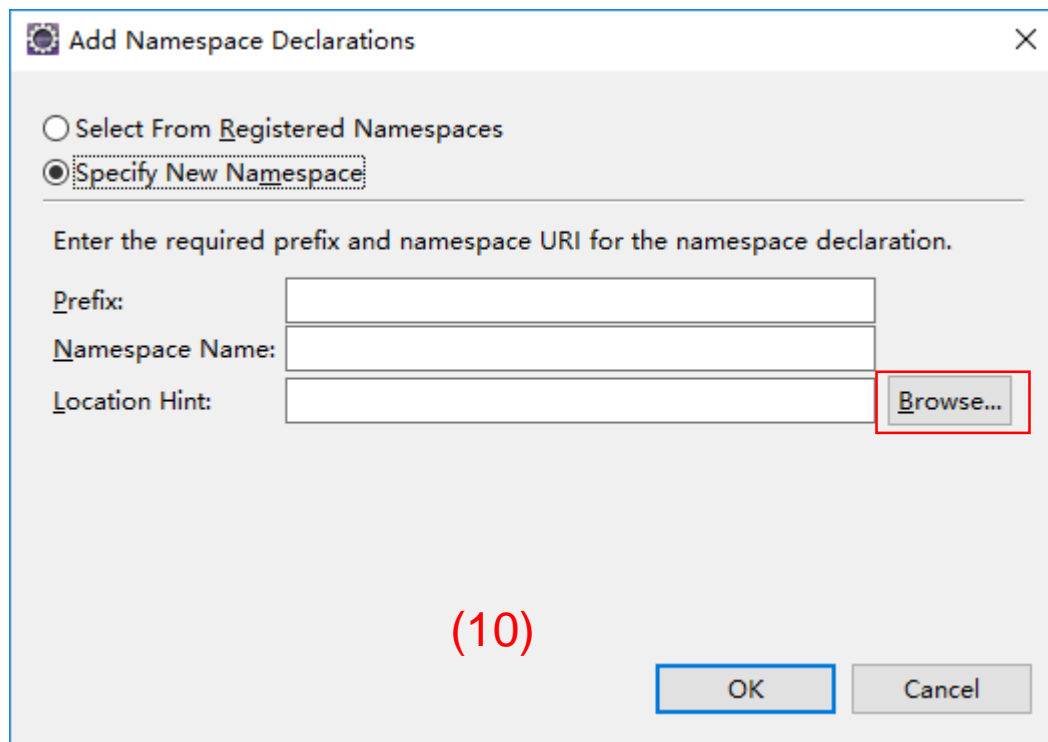 Add Namespace Declarations
Select From Registered Namespaces
Specify New Namespace
Enter the required prefix and namespace URI for the namespace declaration.
Prefix:
Namespace Name:
Location Hint:
Browse...
(10)
OK
Cancel